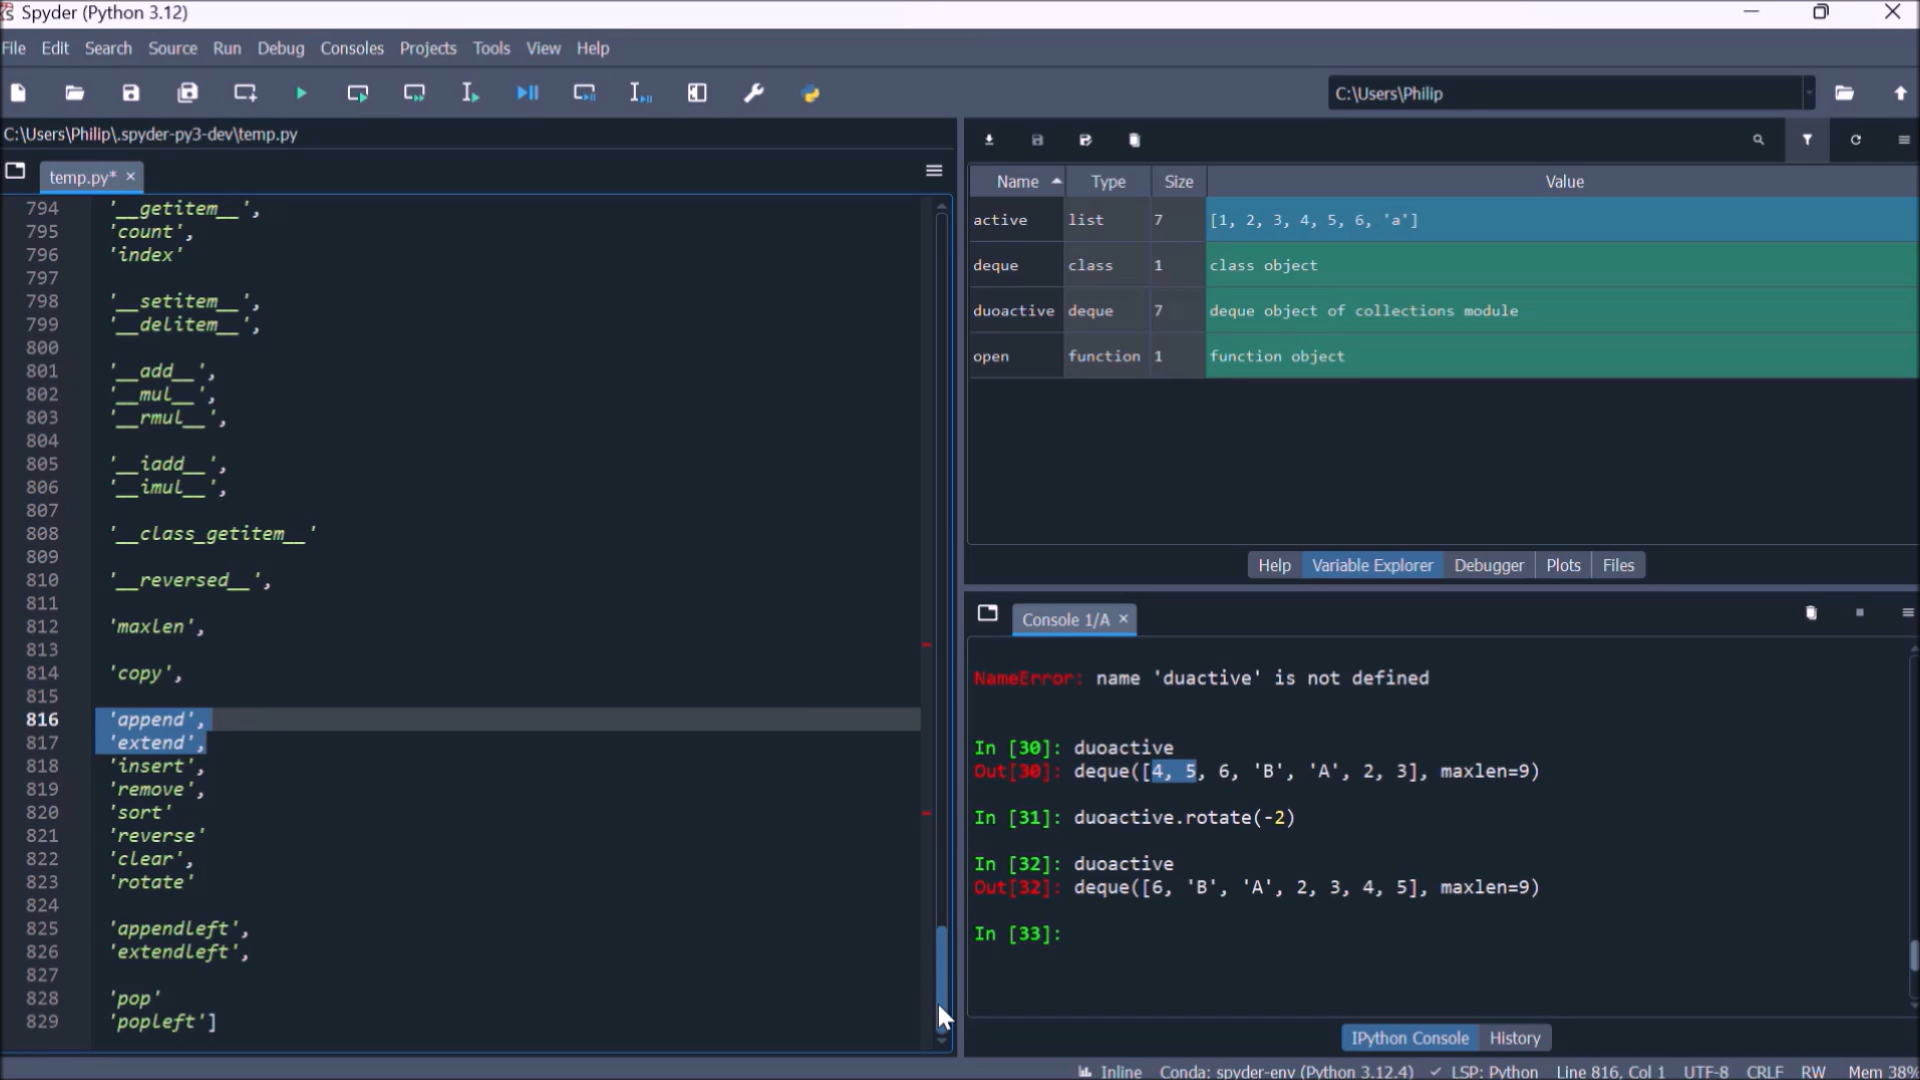 Spyder (Python 3.12)
File Edit Search Source Run Debug Consoles Projects Tools View Help
C:\Users\Philip
C:\Users\Philip\.spyder-py3-dev\temp.py
temp.py*
794 '__getitem__',
795 'count',
796 'index'
797
798 '__setitem__',
799 '__delitem__',
800
801 '__add__',
802 '__mul__',
803 '__rmul__',
804
805 '__iadd__',
806 '__imul__',
807
808 '__class_getitem__'
809
810 '__reversed__',
811
812 'maxlen',
813
814 'copy',
815
816 'append',
817 'extend',
818 'insert',
819 'remove',
820 'sort'
821 'reverse'
822 'clear',
823 'rotate'
824
825 'appendleft',
826 'extendleft',
827
828 'pop'
829 'popleft']
Name Type Size Value
active list 7 [1, 2, 3, 4, 5, 6, 'a']
deque class 1 class object
duoactive deque 7 deque object of collections module
open function 1 function object
Help Variable Explorer Debugger Plots Files
Console 1/A
NameError: name 'duactive' is not defined
In [30]: duoactive
Out[30]: deque([4, 5, 6, 'B', 'A', 2, 3], maxlen=9)
In [31]: duoactive.rotate(-2)
In [32]: duoactive
Out[32]: deque([6, 'B', 'A', 2, 3, 4, 5], maxlen=9)
In [33]:
IPython Console History
Inline Conda: spyder-env (Python 3.12.4) LSP: Python Line 816, Col 1 UTF-8 CRLF RW Mem 38%